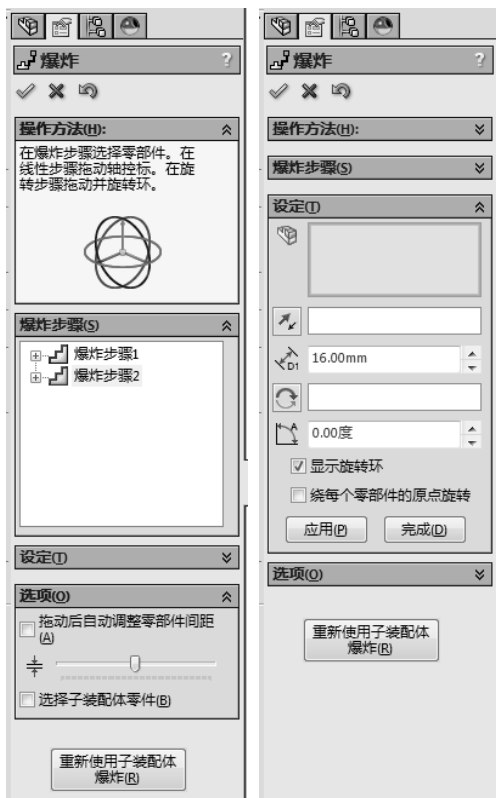 爆炸
?
操作方法(H):
在爆炸步骤选择零部件。在
线性步骤拖动轴控标。在旋
转步骤拖动并旋转环。
爆炸步骤(S)
爆炸步骤1
爆炸步骤2
设定(T)
选项(O)
拖动后自动调整零部件间距
(A)
选择子装配体零件(B)
重新使用子装配体
爆炸(R)
爆炸
?
操作方法(H):
爆炸步骤(S)
设定(T)
D1
16.00mm
A
0.00度
显示旋转环
绕每个零部件的原点旋转
应用(P)
完成(D)
选项(O)
重新使用子装配体
爆炸(R)